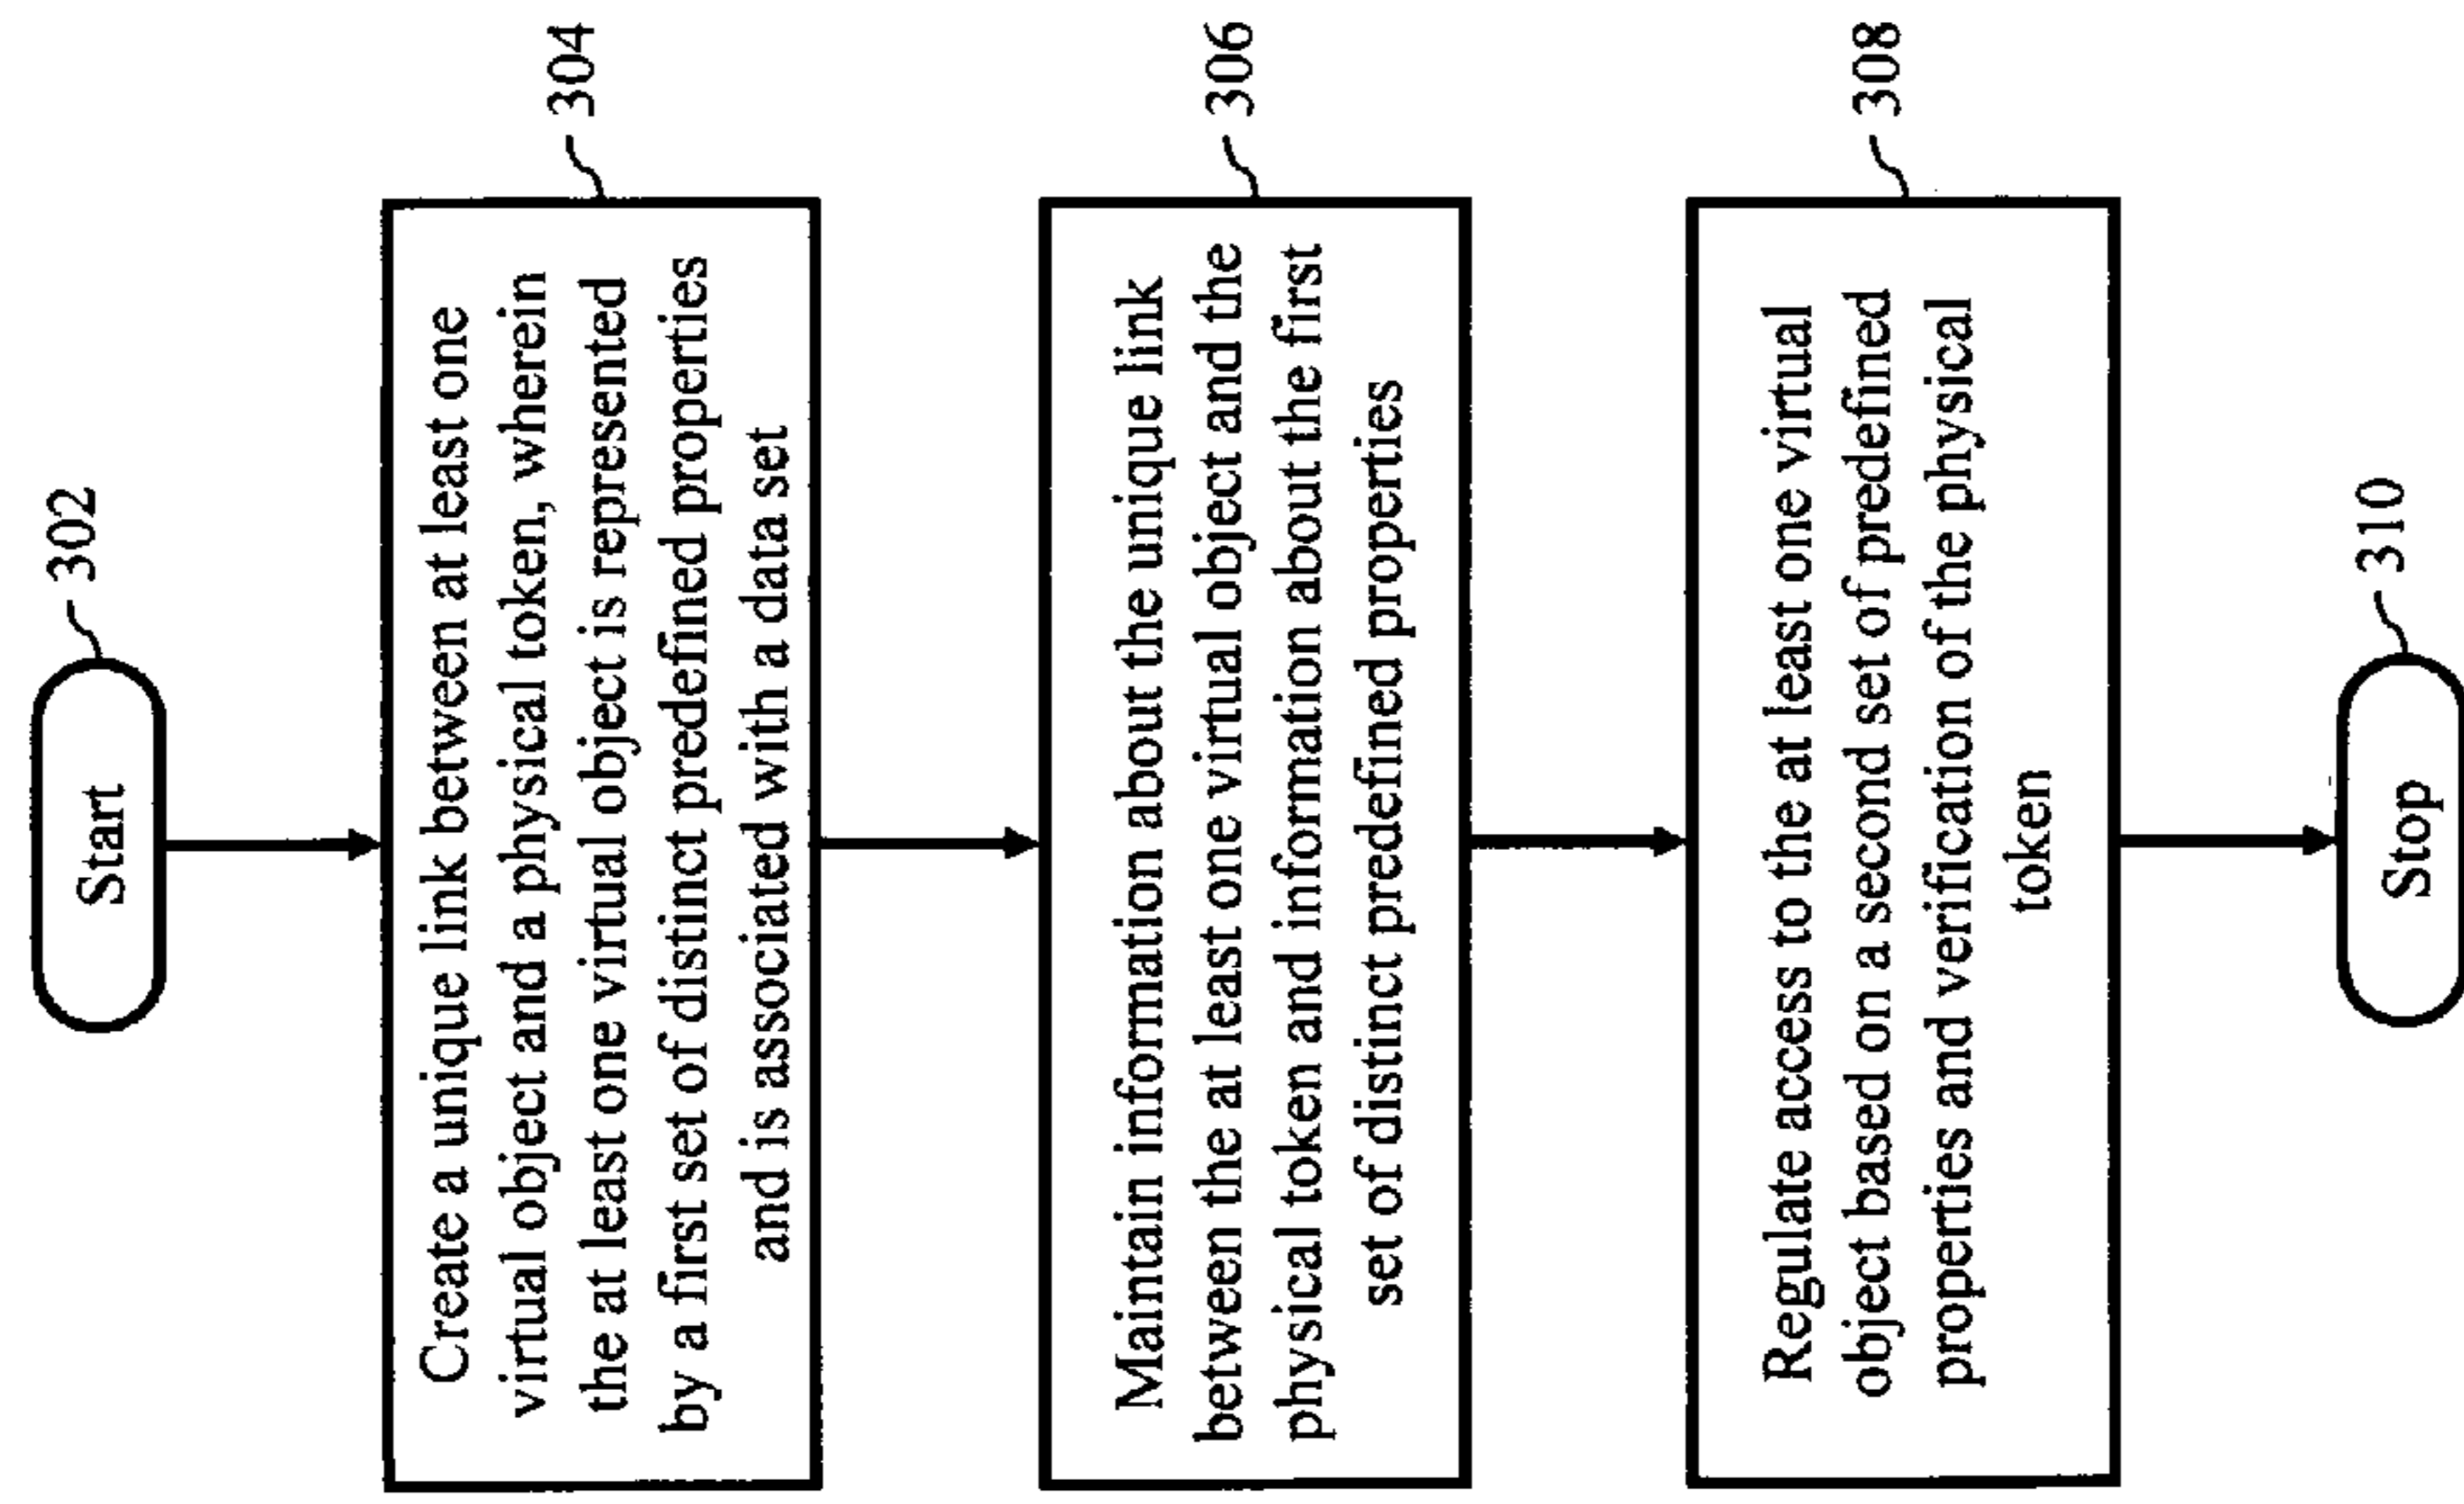 Start
302
Create a unique link between at least one
virtual object and a physical token, wherein
the at least one virtual object is represented
by a first set of distinct predefined properties
and is associated with a data set
304
Maintain information about the unique link
between the at least one virtual object and the
physical token and information about the first
set of distinct predefined properties
306
Regulate access to the at least one virtual
object based on a second set of predefined
properties and verification of the physical
token
308
Stop
310